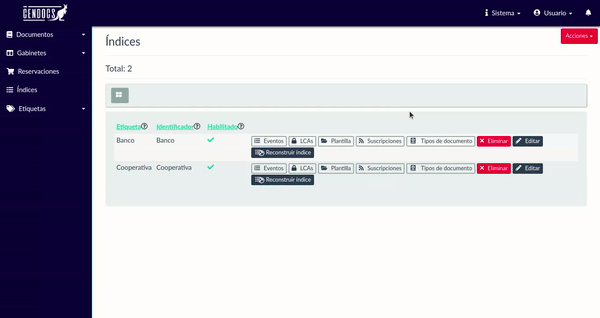 GENDOCS
Sistema
Usuario
Documentos
Gabinetes
Reservaciones
Índices
Etiquetas
Índices
Acciones
Total: 2
Etiqueta Identificador Habilitado
Banco Banco Eventos LCAs Plantilla Suscripciones Tipos de documento Eliminar Editar
Reconstruir índice
Cooperativa Cooperativa Eventos LCAs Plantilla Suscripciones Tipos de documento Eliminar Editar
Reconstruir índice